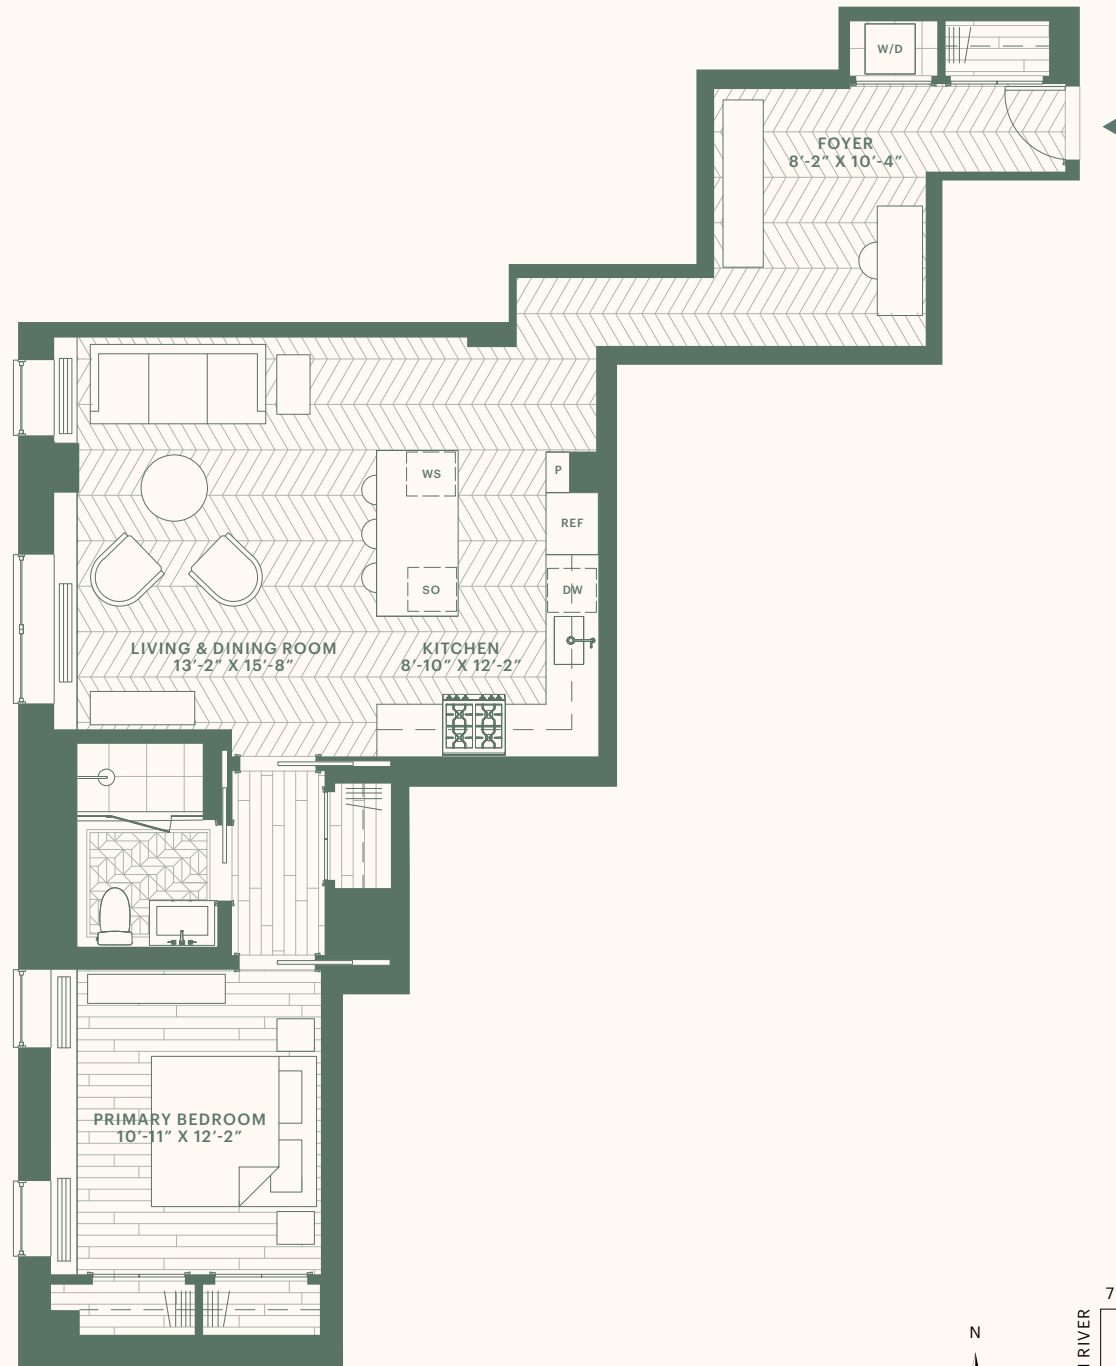 W/D
FOYER
8′-2″ X 10′-4″
WS
P
REF
SO
DW
LIVING & DINING ROOM
13′-2″ X 15′-8″
KITCHEN
8′-10″ X 12′-2″
PRIMARY BEDROOM
10′-11″ X 12′-2″
N
7
RIVER